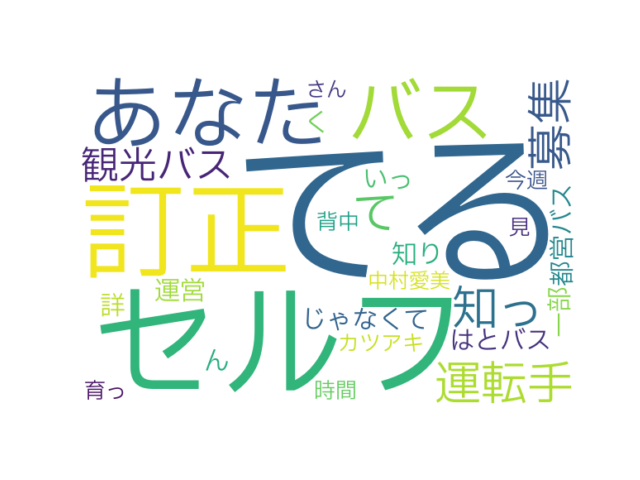 あなた
さん
く
バス
募集
観光バス
てる
いっ
て
今週
訂正
背中
見
都営バス
知り
中村愛美
運営
詳
セルフ
じゃなくて
知っ
一部
カツアキ
はとバス
ん
運転手
育っ
時間